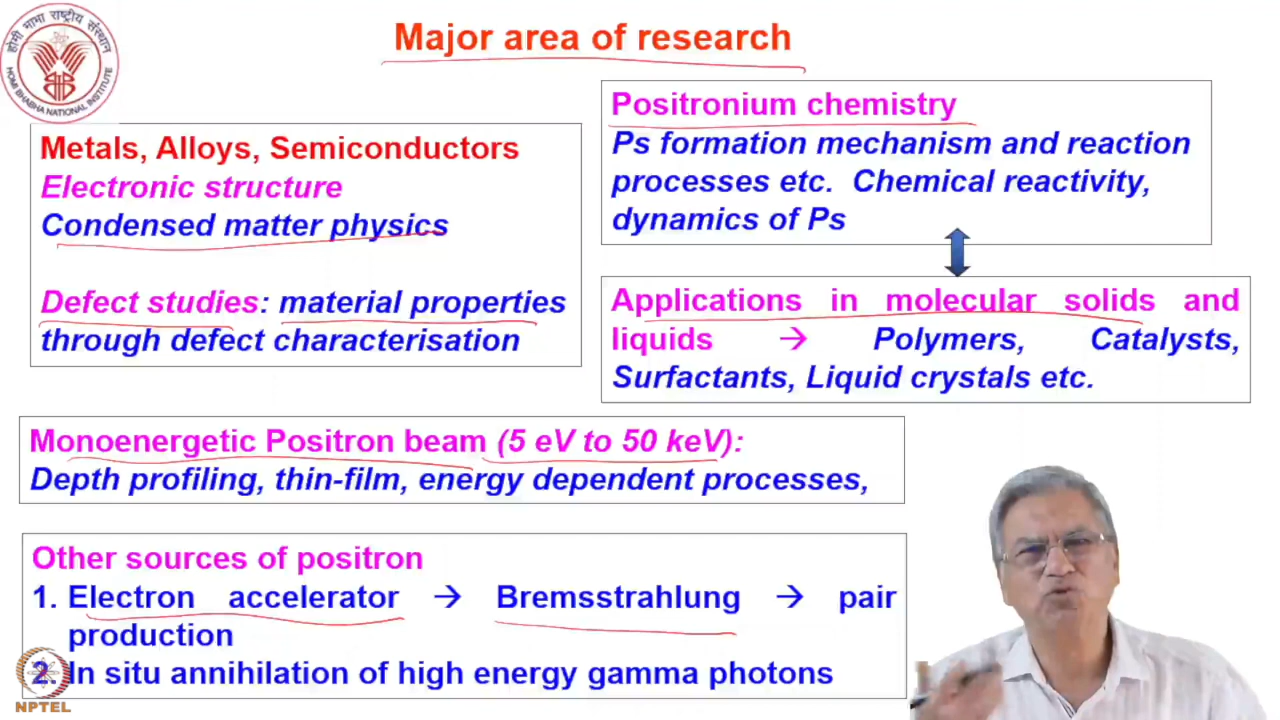 Major area of research
होमी भाभा राष्ट्रीय संस्थान
HOMI BHABHA NATIONAL INSTITUTE
Metals, Alloys, Semiconductors
Electronic structure
Condensed matter physics
Defect studies: material properties
through defect characterisation
Positronium chemistry
Ps formation mechanism and reaction
processes etc. Chemical reactivity,
dynamics of Ps
Applications in molecular solids and
liquids → Polymers, Catalysts,
Surfactants, Liquid crystals etc.
Monoenergetic Positron beam (5 eV to 50 keV):
Depth profiling, thin-film, energy dependent processes,
Other sources of positron
1. Electron accelerator → Bremsstrahlung → pair
production
2. In situ annihilation of high energy gamma photons
NPTEL